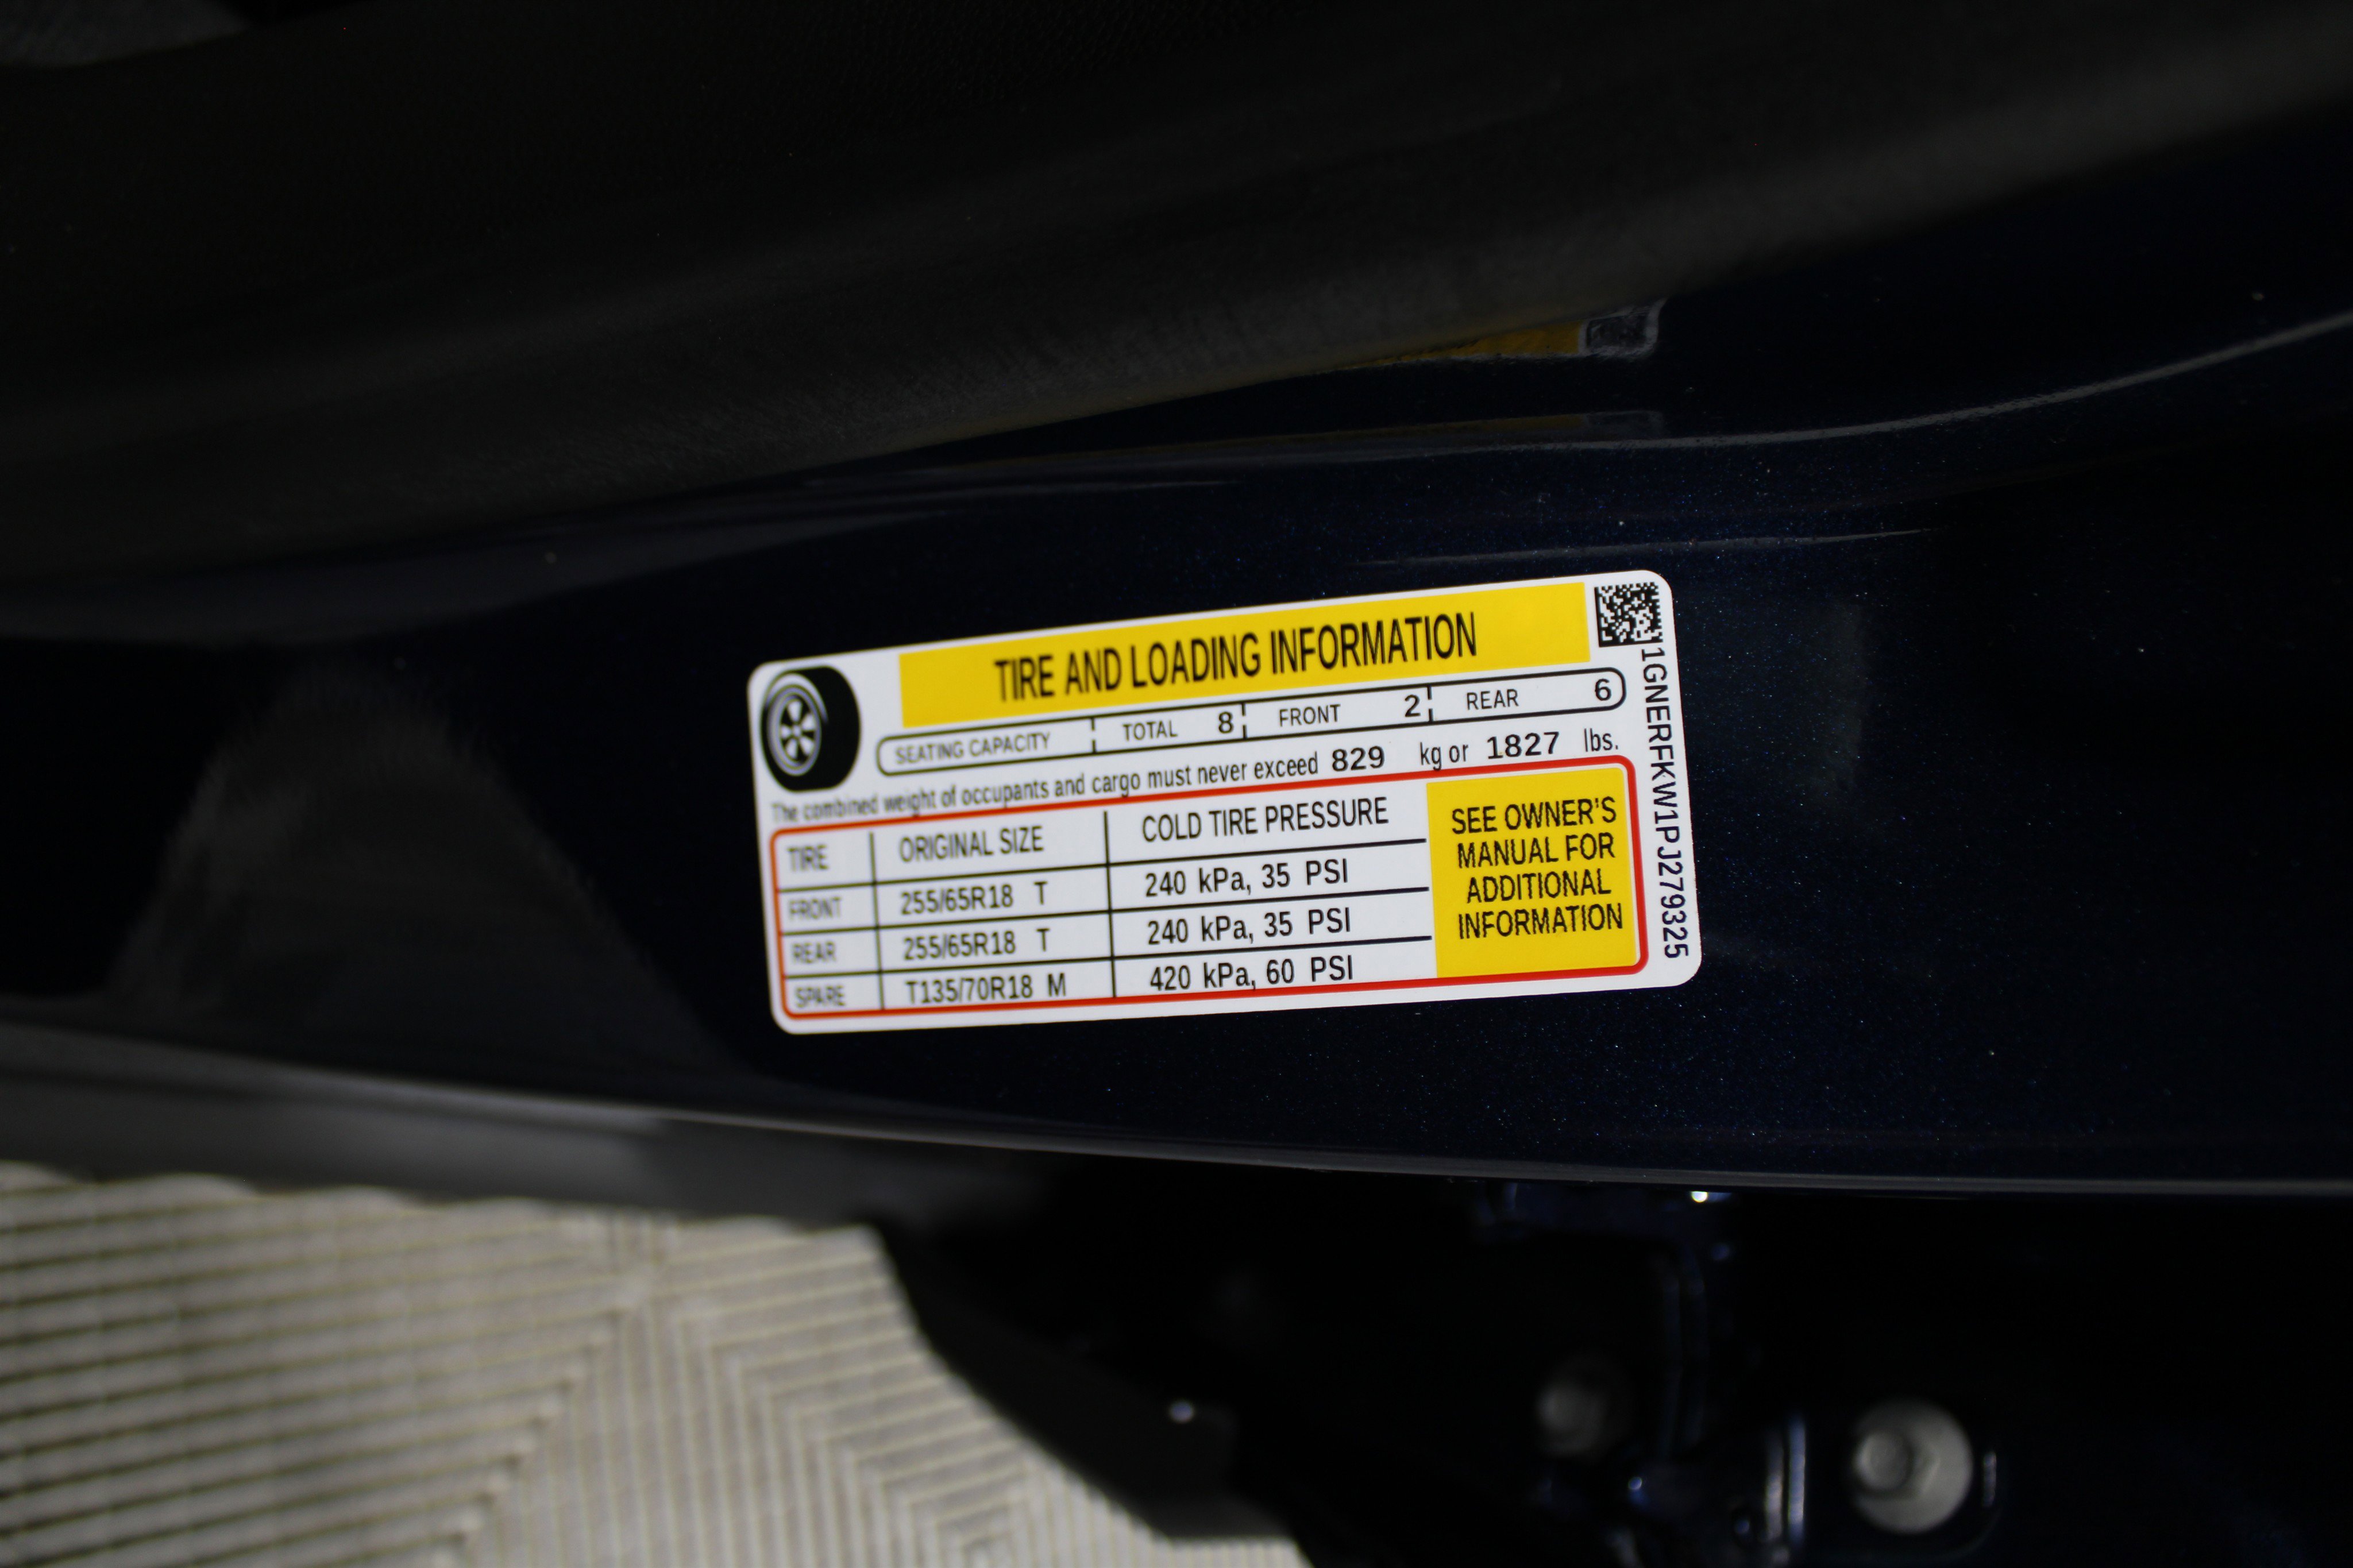 TIRE AND LOADING INFORMATION
SEATING CAPACITY TOTAL 8 FRONT 2 REAR 6
The combined weight of occupants and cargo must never exceed 829 kg or 1827 lbs.
TIRE ORIGINAL SIZE COLD TIRE PRESSURE
FRONT 255/65R18 T 240 kPa, 35 PSI
REAR 255/65R18 T 240 kPa, 35 PSI
SPARE T135/70R18 M 420 kPa, 60 PSI
SEE OWNER'S
MANUAL FOR
ADDITIONAL
INFORMATION
1GNERFKW1PJ279325